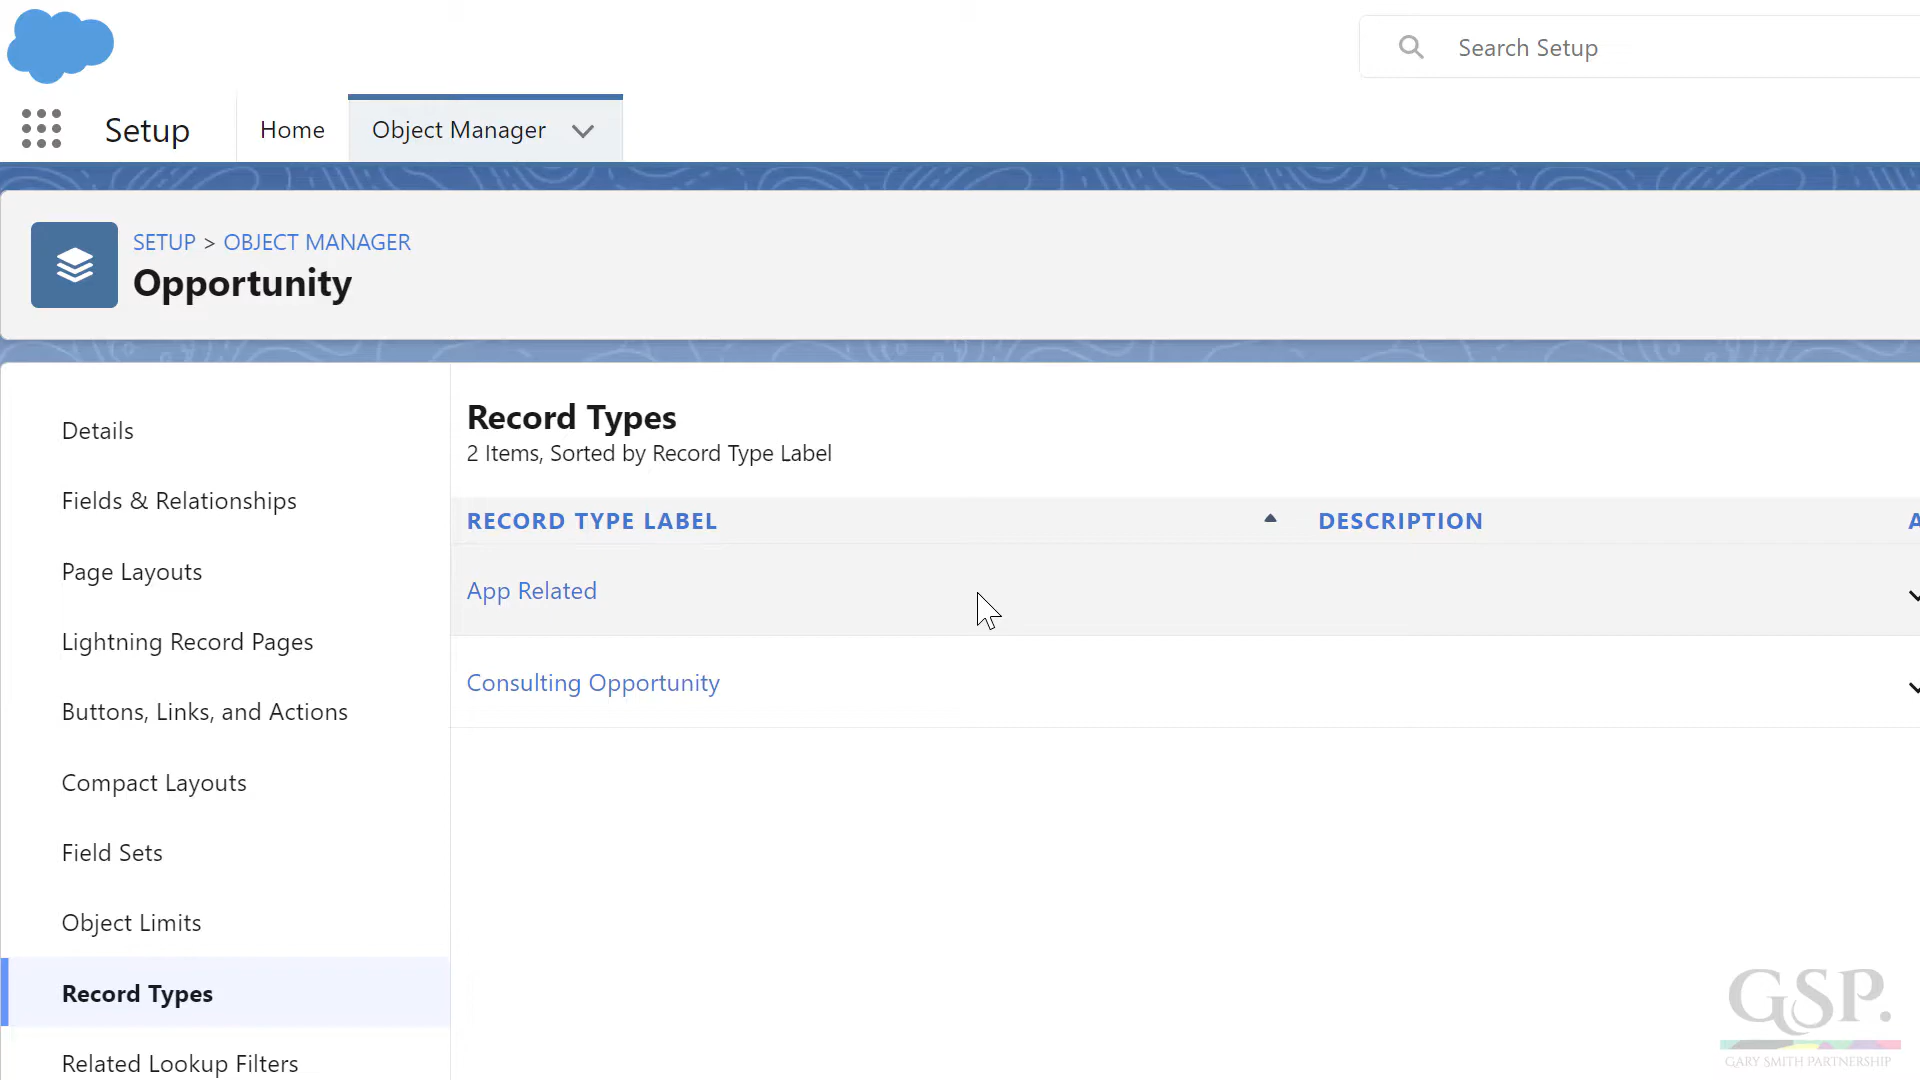 Search Setup
Setup
Home
Object Manager
SETUP > OBJECT MANAGER
Opportunity
Details
Fields & Relationships
Page Layouts
Lightning Record Pages
Buttons, Links, and Actions
Compact Layouts
Field Sets
Object Limits
Record Types
Related Lookup Filters
Record Types
2 Items, Sorted by Record Type Label
RECORD TYPE LABEL
DESCRIPTION
A
App Related
Consulting Opportunity
GSP.
GARY SMITH PARTNERSHIP